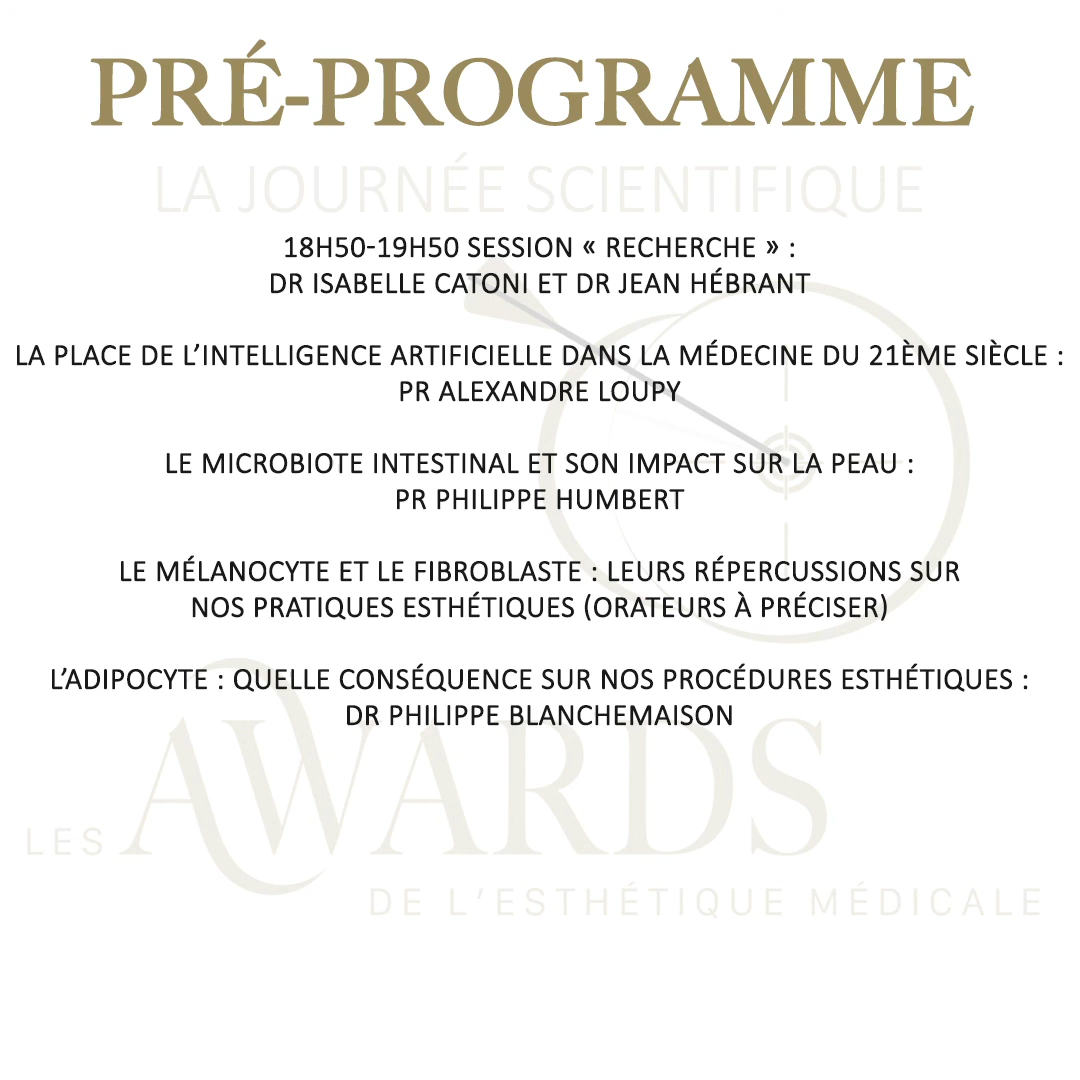 PRÉ-PROGRAMME
LA JOURNÉE SCIENTIFIQUE
18H50-19H50 SESSION « RECHERCHE » :
DR ISABELLE CATONI ET DR JEAN HÉBRANT
LA PLACE DE L’INTELLIGENCE ARTIFICIELLE DANS LA MÉDECINE DU 21ÈME SIÈCLE :
PR ALEXANDRE LOUPY
LE MICROBIOTE INTESTINAL ET SON IMPACT SUR LA PEAU :
PR PHILIPPE HUMBERT
LE MÉLANOCYTE ET LE FIBROBLASTE : LEURS RÉPERCUSSIONS SUR
NOS PRATIQUES ESTHÉTIQUES (ORATEURS À PRÉCISER)
L’ADIPOCYTE : QUELLE CONSÉQUENCE SUR NOS PROCÉDURES ESTHÉTIQUES :
DR PHILIPPE BLANCHEMAISON
LES AWARDS
DE L’ESTHÉTIQUE MÉDICALE